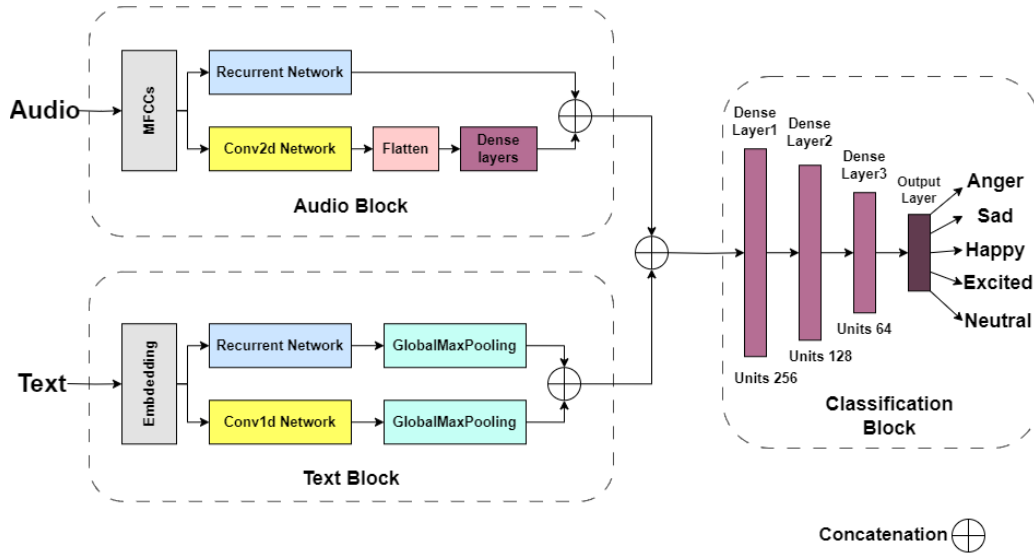 Audio
MFCCs
Recurrent Network
Conv2d Network
Flatten
Dense
layers
Audio Block
Text
Embdedding
Recurrent Network
GlobalMaxPooling
Conv1d Network
GlobalMaxPooling
Text Block
Dense
Layer1
Units 256
Dense
Layer2
Units 128
Dense
Layer3
Units 64
Output
Layer
Anger
Sad
Happy
Excited
Neutral
Classification
Block
Concatenation